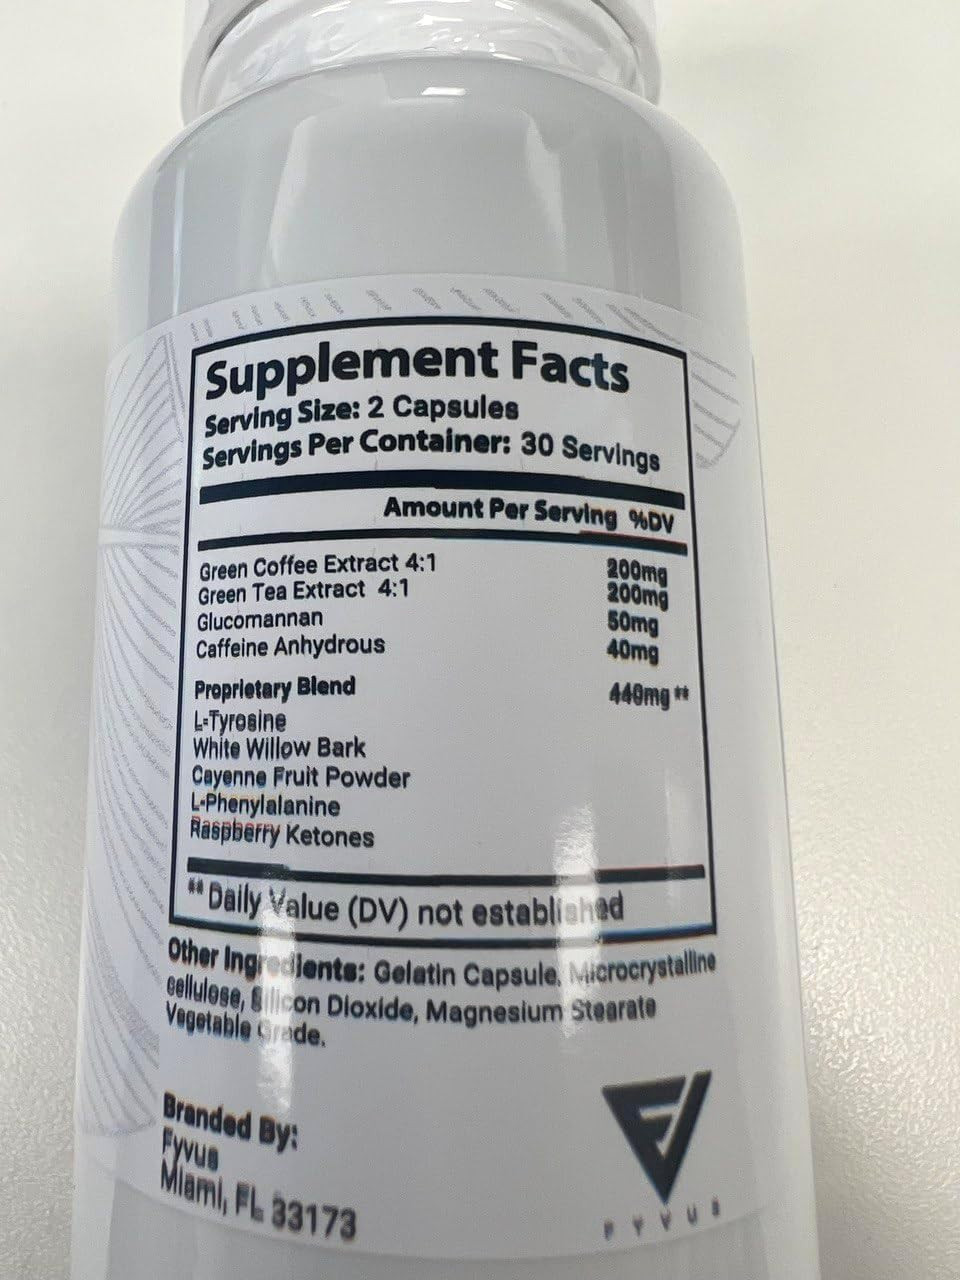 Supplement Facts
Serving Size: 2 Capsules
Servings Per Container: 30 Servings
Amount Per Serving %DV
Green Coffee Extract 4:1 200mg
Green Tea Extract 4:1 200mg
Glucomannan 50mg
Caffeine Anhydrous 40mg
Proprietary Blend 440mg **
L-Tyrosine
White Willow Bark
Cayenne Fruit Powder
L-Phenylalanine
Raspberry Ketones
** Daily Value (DV) not established
Other Ingredients: Gelatin Capsule, Microcrystalline
cellulose, Silicon Dioxide, Magnesium Stearate
Vegetable Grade.
Branded By:
Fyvus
Miami, FL 33173
FYVUS